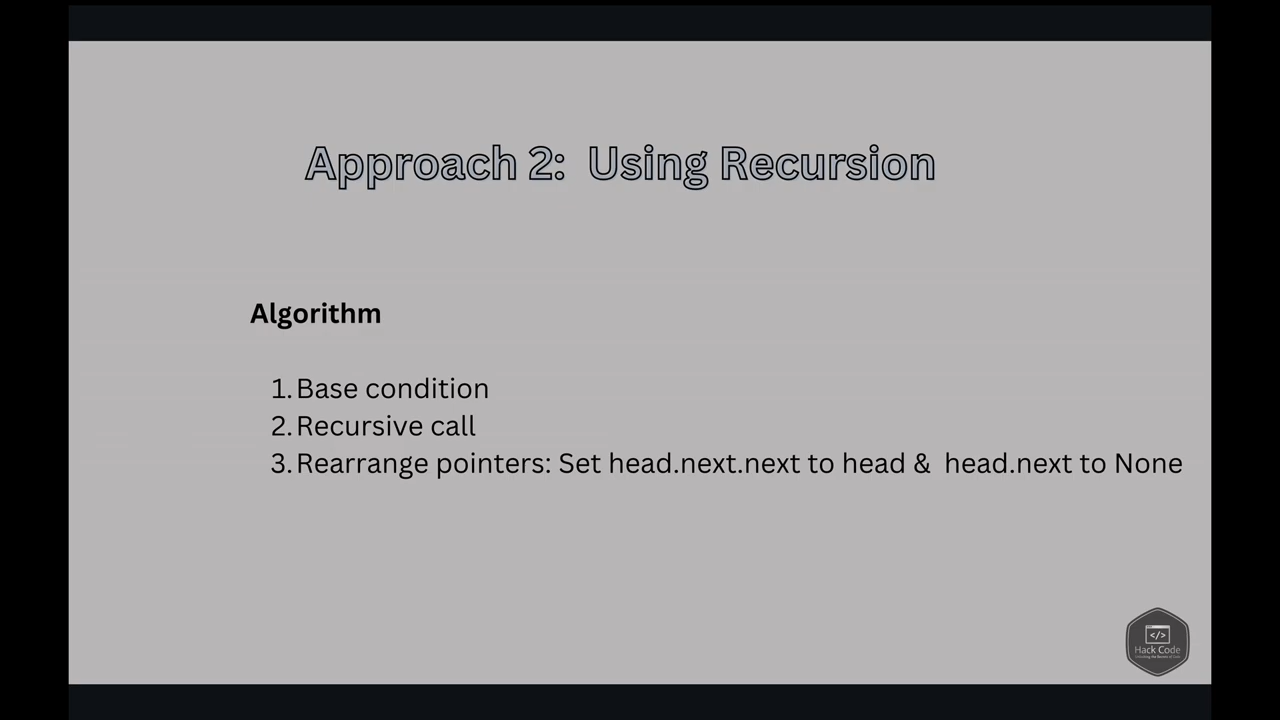 Approach 2:  Using Recursion
Algorithm
1. Base condition
2. Recursive call
3. Rearrange pointers: Set head.next.next to head &  head.next to None
</>
Hack Code